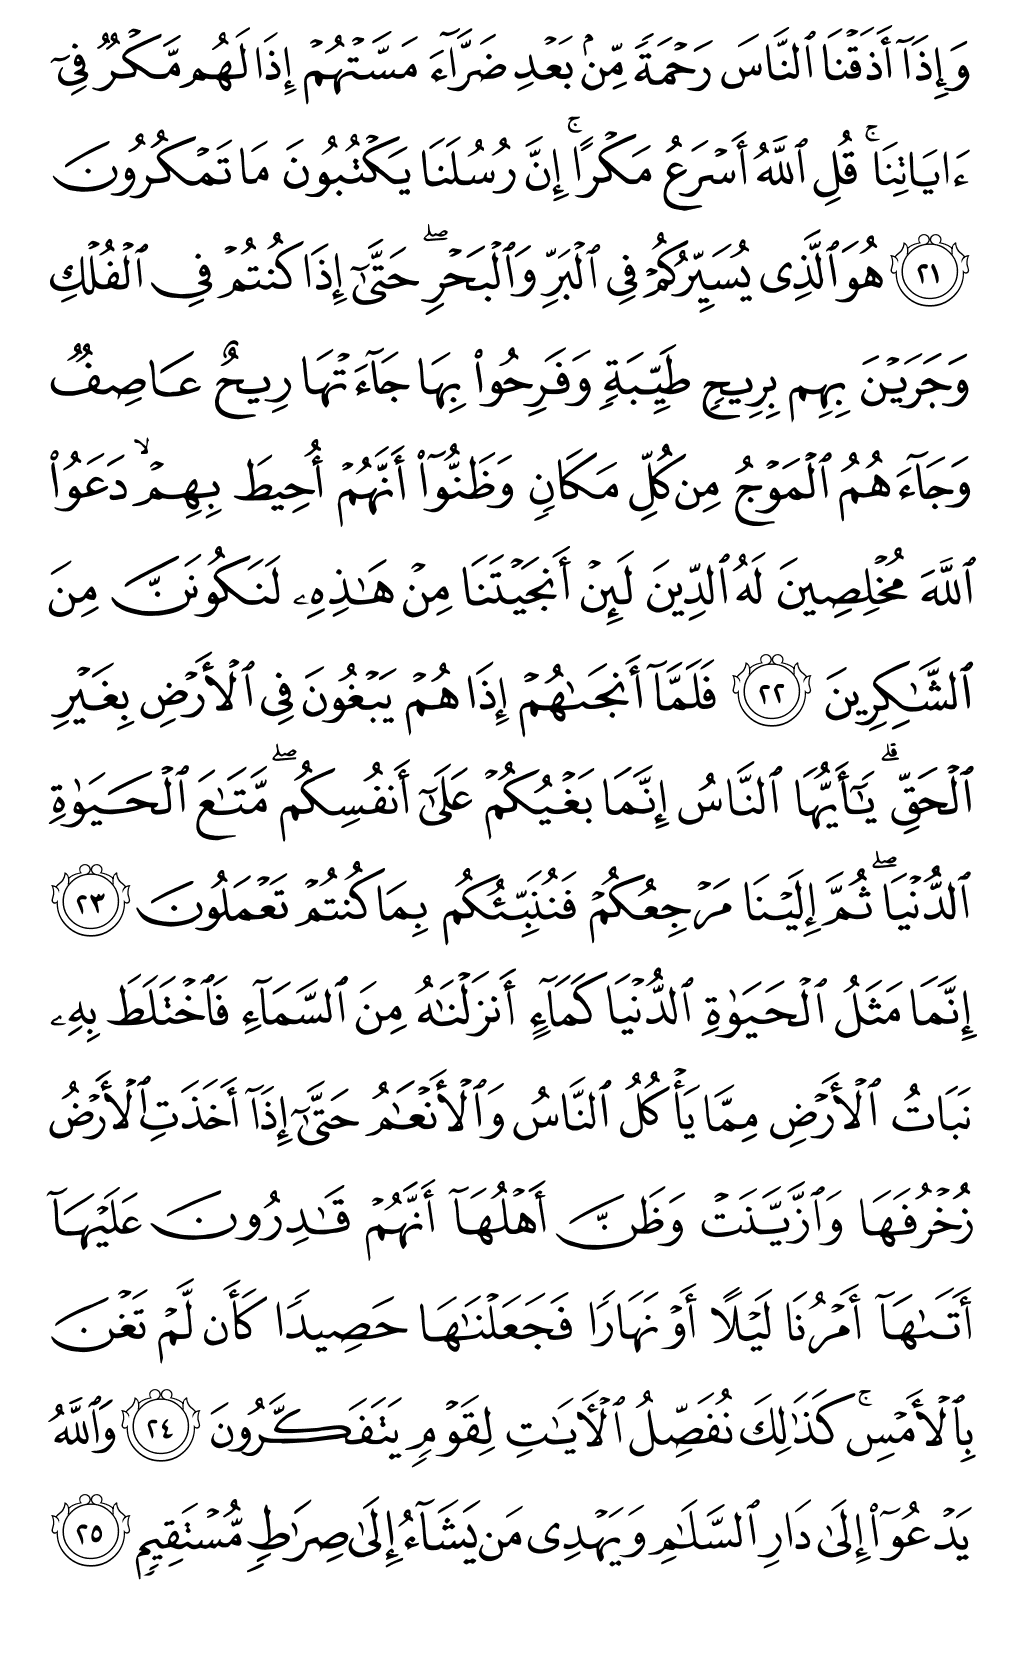 وَإِذَآ أَذَقْنَا ٱلنَّاسَ رَحْمَةً مِّنۢ بَعْدِ ضَرَّآءَ مَسَّتْهُمْ إِذَا لَهُم مَّكْرٌ فِىٓ
ءَايَاتِنَا ۚ قُلِ ٱللَّهُ أَسْرَعُ مَكْرًا ۚ إِنَّ رُسُلَنَا يَكْتُبُونَ مَا تَمْكُرُونَ
٢١ هُوَ ٱلَّذِى يُسَيِّرُكُمْ فِى ٱلْبَرِّ وَٱلْبَحْرِ ۖ حَتَّىٰٓ إِذَا كُنتُمْ فِى ٱلْفُلْكِ
وَجَرَيْنَ بِهِم بِرِيحٍ طَيِّبَةٍ وَفَرِحُوا۟ بِهَا جَآءَتْهَا رِيحٌ عَاصِفٌ
وَجَآءَهُمُ ٱلْمَوْجُ مِن كُلِّ مَكَانٍ وَظَنُّوٓا۟ أَنَّهُمْ أُحِيطَ بِهِمْ ۙ دَعَوُا۟
ٱللَّهَ مُخْلِصِينَ لَهُ ٱلدِّينَ لَئِنْ أَنجَيْتَنَا مِنْ هَـٰذِهِۦ لَنَكُونَنَّ مِنَ
ٱلشَّـٰكِرِينَ ٢٢ فَلَمَّآ أَنجَىٰهُمْ إِذَا هُمْ يَبْغُونَ فِى ٱلْأَرْضِ بِغَيْرِ
ٱلْحَقِّ ۗ يَـٰٓأَيُّهَا ٱلنَّاسُ إِنَّمَا بَغْيُكُمْ عَلَىٰٓ أَنفُسِكُم ۖ مَّتَـٰعَ ٱلْحَيَوٰةِ
ٱلدُّنْيَا ۖ ثُمَّ إِلَيْنَا مَرْجِعُكُمْ فَنُنَبِّئُكُم بِمَا كُنتُمْ تَعْمَلُونَ ٢٣
إِنَّمَا مَثَلُ ٱلْحَيَوٰةِ ٱلدُّنْيَا كَمَآءٍ أَنزَلْنَـٰهُ مِنَ ٱلسَّمَآءِ فَٱخْتَلَطَ بِهِۦ
نَبَاتُ ٱلْأَرْضِ مِمَّا يَأْكُلُ ٱلنَّاسُ وَٱلْأَنْعَـٰمُ حَتَّىٰٓ إِذَآ أَخَذَتِ ٱلْأَرْضُ
زُخْرُفَهَا وَٱزَّيَّنَتْ وَظَنَّ أَهْلُهَآ أَنَّهُمْ قَـٰدِرُونَ عَلَيْهَآ
أَتَىٰهَآ أَمْرُنَا لَيْلًا أَوْ نَهَارًا فَجَعَلْنَـٰهَا حَصِيدًا كَأَن لَّمْ تَغْنَ
بِٱلْأَمْسِ ۚ كَذَٰلِكَ نُفَصِّلُ ٱلْأَيَـٰتِ لِقَوْمٍ يَتَفَكَّرُونَ ٢٤ وَٱللَّهُ
يَدْعُوٓا۟ إِلَىٰ دَارِ ٱلسَّلَـٰمِ وَيَهْدِى مَن يَشَآءُ إِلَىٰ صِرَٰطٍ مُّسْتَقِيمٍ ٢٥